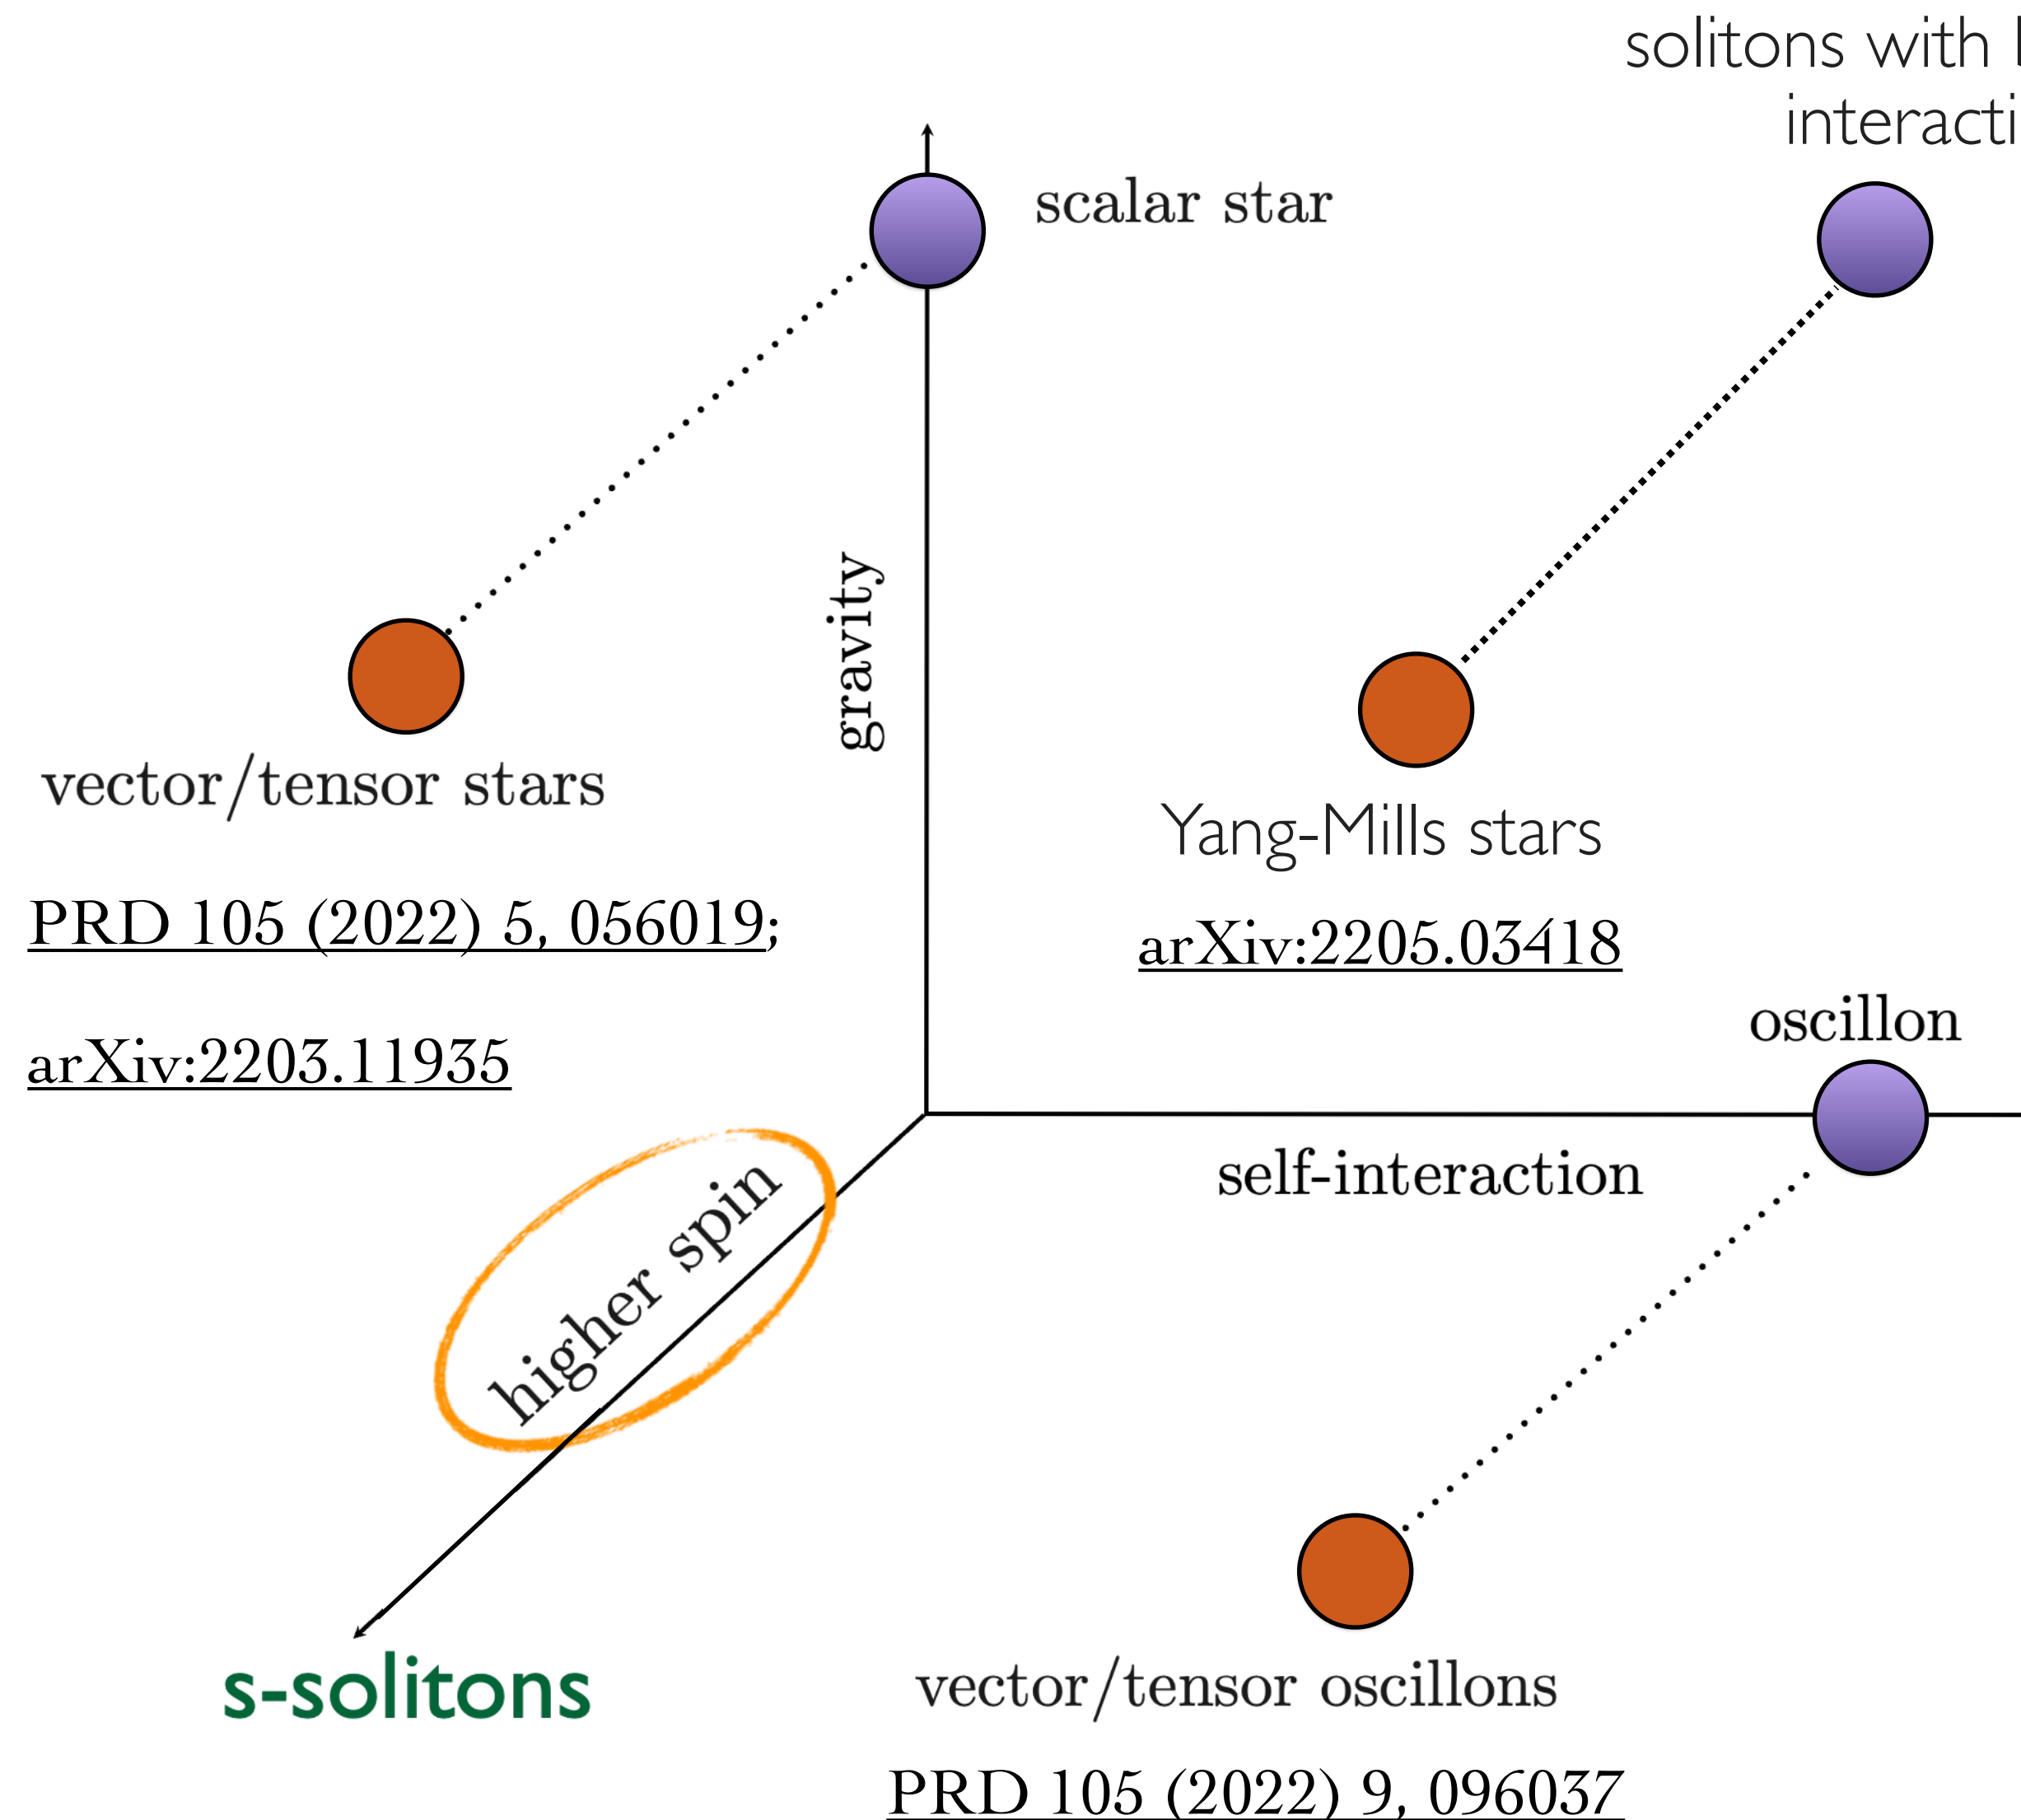 solitons with
interacti
scalar star
gravity
vector/tensor stars
PRD 105 (2022) 5, 056019;
arXiv:2203.11935
Yang-Mills stars
arXiv:2205.03418
oscillon
self-interaction
higher spin
s-solitons
vector/tensor oscillons
PRD 105 (2022) 9, 096037